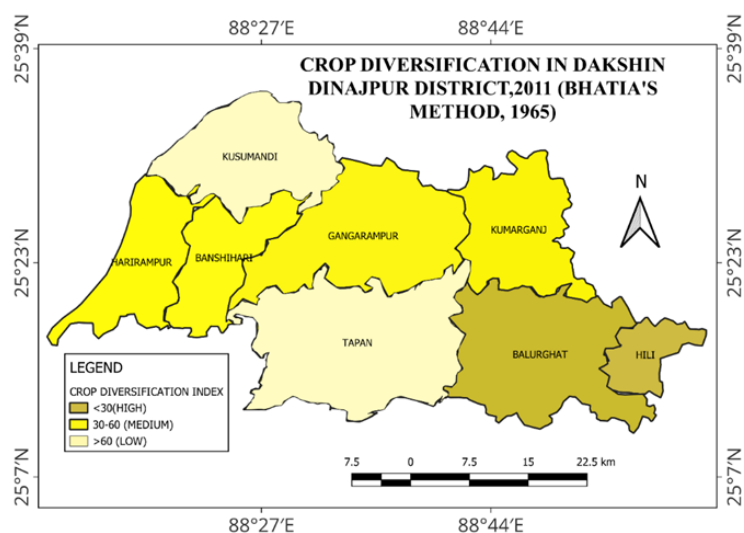 88°27′E 88°44′E
25°39′N 25°39′N
CROP DIVERSIFICATION IN DAKSHIN
DINAJPUR DISTRICT,2011 (BHATIA'S
METHOD, 1965)
KUSUMANDI
N
KUMARGANJ
GANGARAMPUR
BANSHIHARI
HARIRAMPUR
25°23′N 25°23′N
TAPAN
BALURGHAT
HILI
LEGEND
CROP DIVERSIFICATION INDEX
<30(HIGH)
30-60 (MEDIUM)
>60 (LOW)
7.5 0 7.5 15 22.5 km
25°7′N 25°7′N
88°27′E 88°44′E